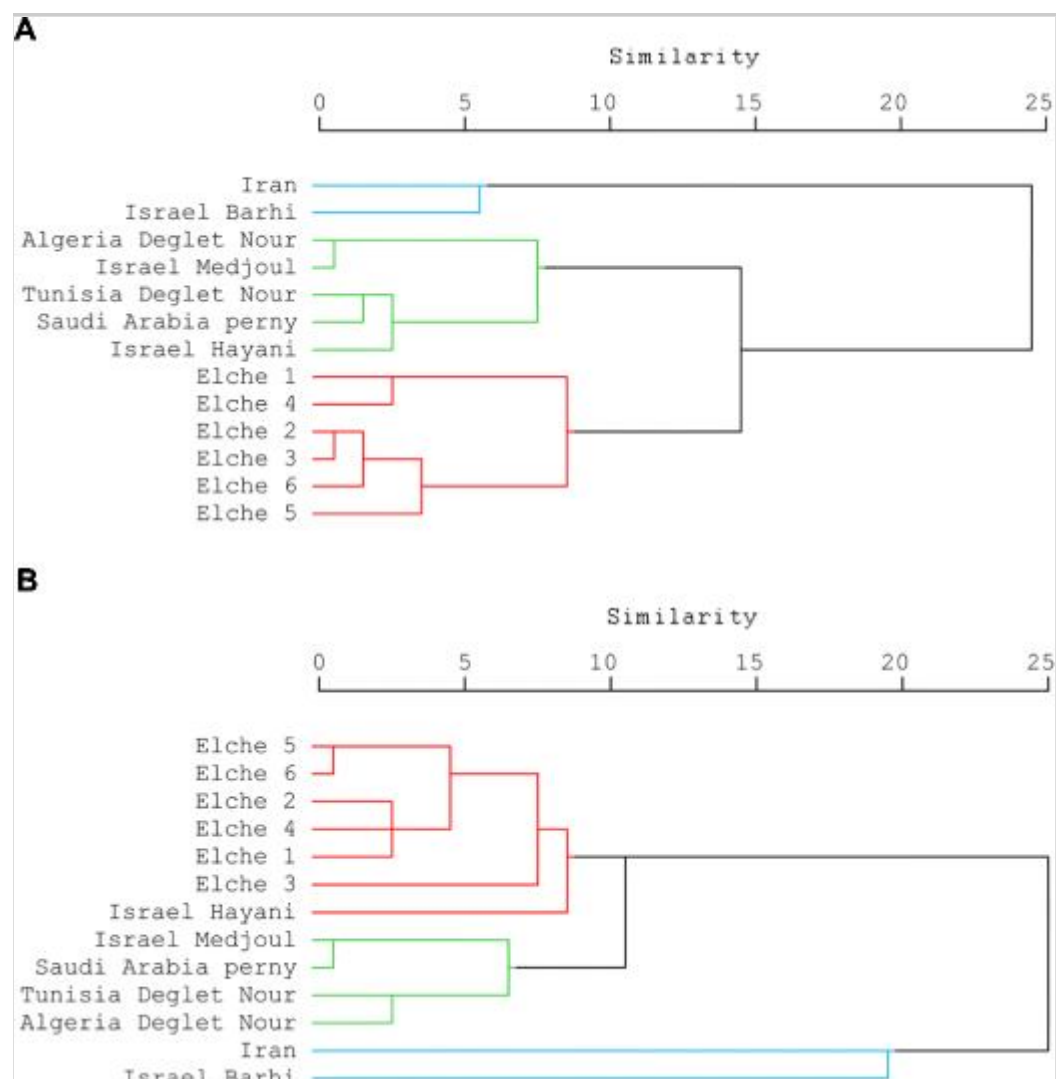 A
Similarity
0 5 10 15 20 25
Iran
Israel Barhi
Algeria Deglet Nour
Israel Medjoul
Tunisia Deglet Nour
Saudi Arabia perny
Israel Hayani
Elche 1
Elche 4
Elche 2
Elche 3
Elche 6
Elche 5
B
Similarity
0 5 10 15 20 25
Elche 5
Elche 6
Elche 2
Elche 4
Elche 1
Elche 3
Israel Hayani
Israel Medjoul
Saudi Arabia perny
Tunisia Deglet Nour
Algeria Deglet Nour
Iran
Israel Barhi